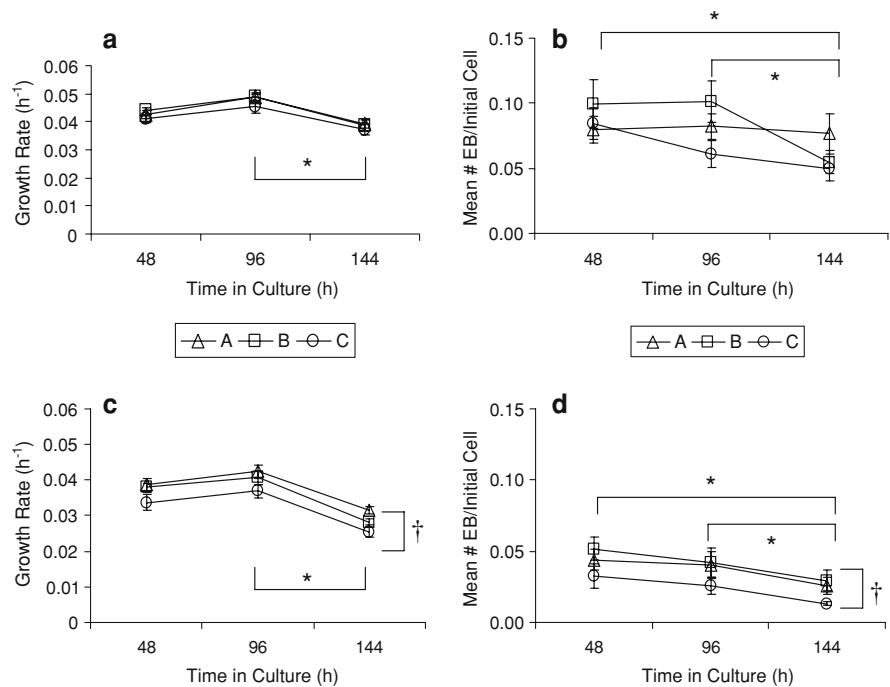 a
Growth Rate (h-1)
0.06
0.05
0.04
0.03
0.02
0.01
0
*
48 96 144
Time in Culture (h)
b
Mean # EB/Initial Cell
0.15
0.10
0.05
0.00
*
*
48 96 144
Time in Culture (h)
A B C
A B C
c
Growth Rate (h-1)
0.06
0.05
0.04
0.03
0.02
0.01
0
†
*
48 96 144
Time in Culture (h)
d
Mean # EB/Initial Cell
0.15
0.10
0.05
0.00
*
*
†
48 96 144
Time in Culture (h)